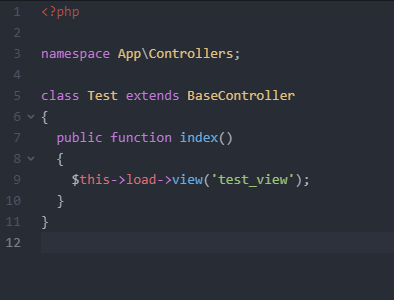 1 <?php
2
3 namespace App\Controllers;
4
5 class Test extends BaseController
6 {
7 public function index()
8 {
9 $this->load->view('test_view');
10 }
11 }
12